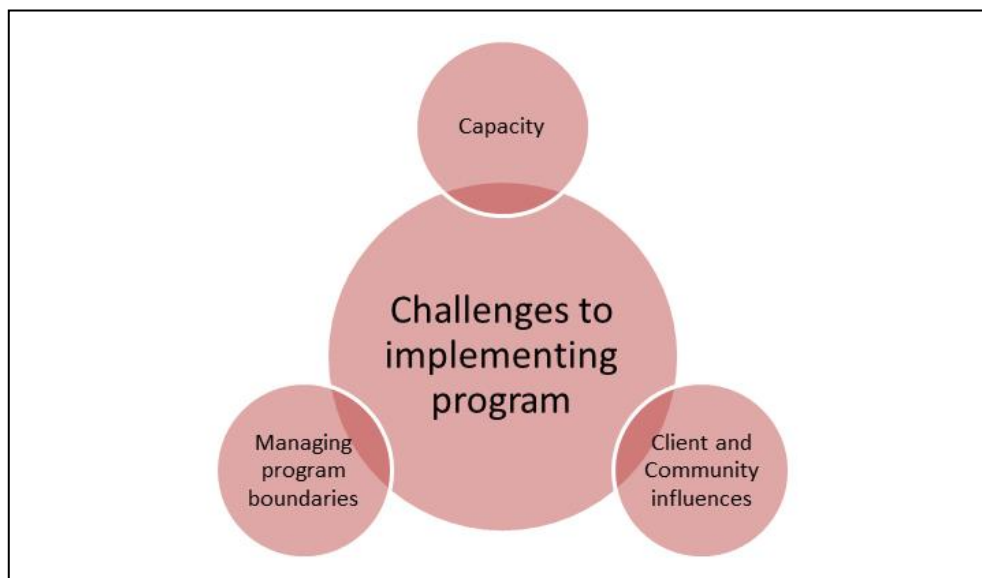 Capacity
Challenges to
implementing
program
Managing
program
boundaries
Client and
Community
influences